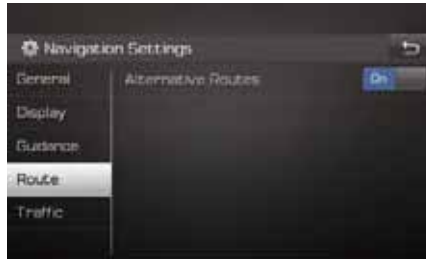 Navigation Settings
General
Alternative Routes
On
Display
Guidance
Route
Traffic